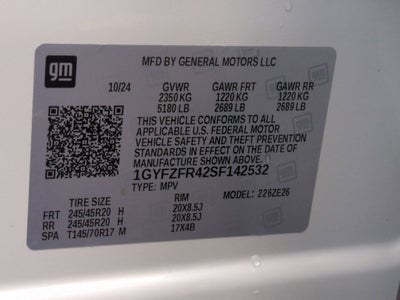 gm
MFD BY GENERAL MOTORS LLC
10/24 GVWR GAWR FRT GAWR RR
2350 KG 1220 KG 1220 KG
5180 LB 2689 LB 2689 LB
THIS VEHICLE CONFORMS TO ALL
APPLICABLE U.S. FEDERAL MOTOR
VEHICLE SAFETY AND THEFT PREVENTION
STANDARDS IN EFFECT ON THE DATE OF
MANUFACTURE SHOWN ABOVE.
1GYFZFR42SF142532
TYPE: MPV MODEL: 226ZE26
TIRE SIZE RIM
FRT 245/45R20 H 20X8.5J
RR 245/45R20 H 20X8.5J
SPA T145/70R17 M 17X4B